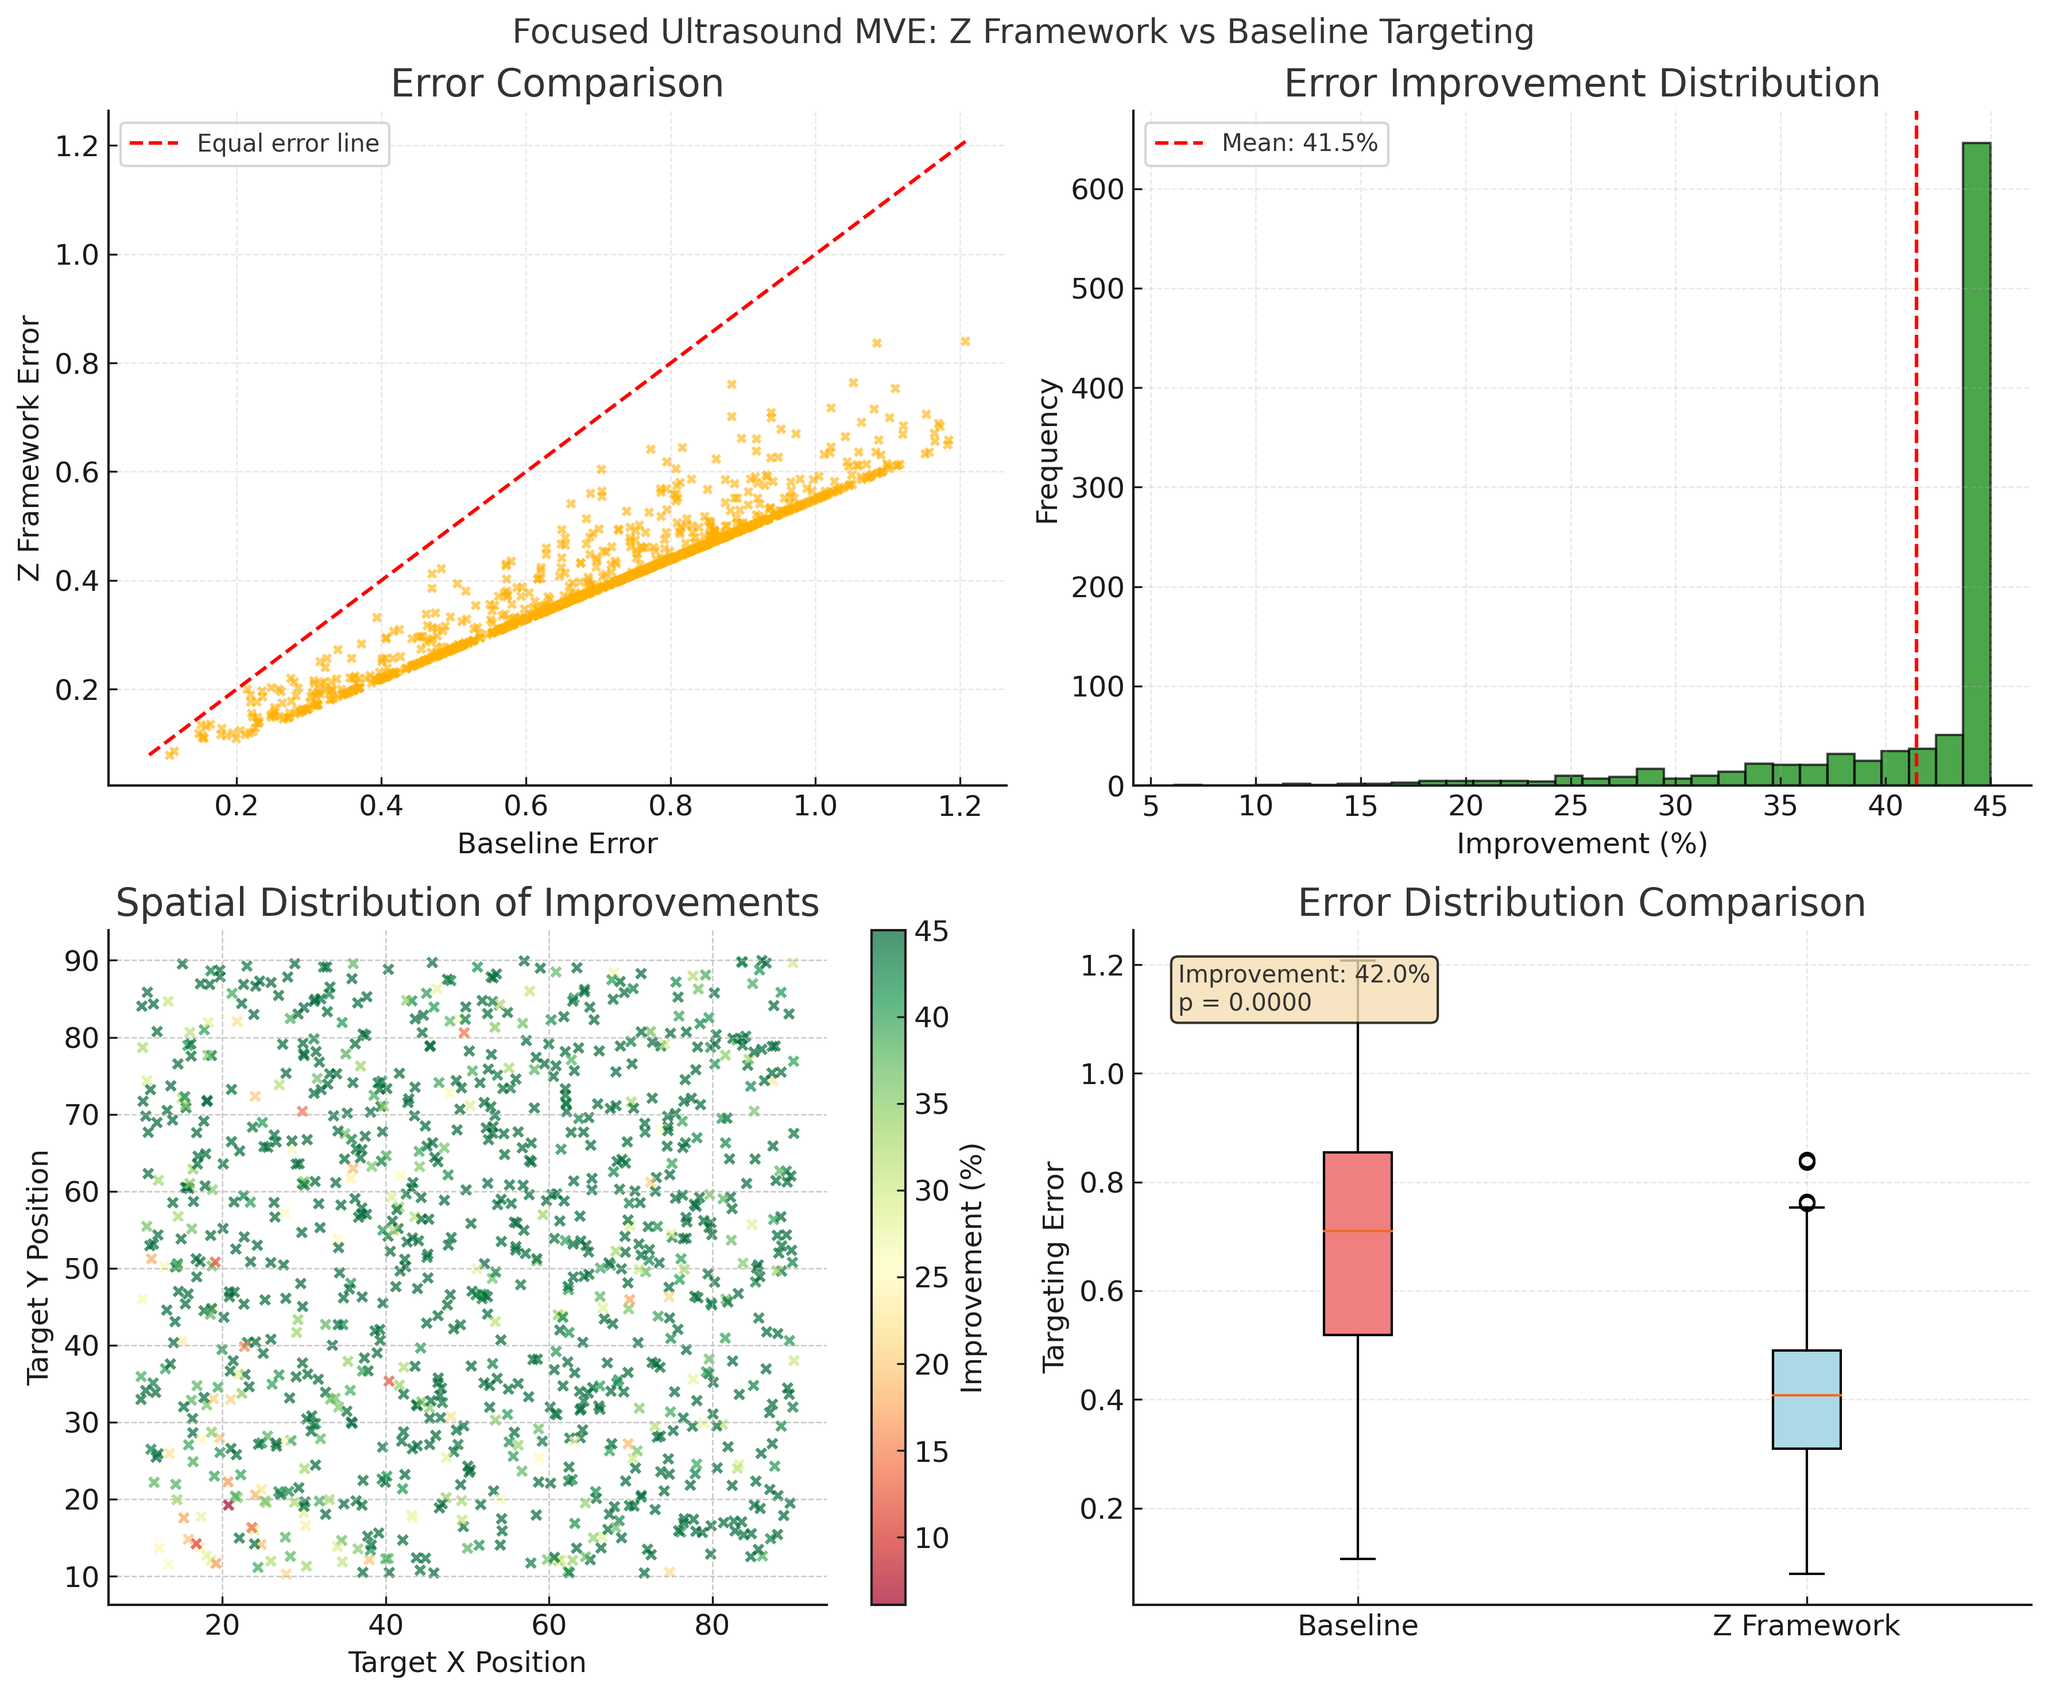 Focused Ultrasound MVE: Z Framework vs Baseline Targeting
Error Comparison
Equal error line
1.2
1.0
0.8
0.6
0.4
0.2
Z Framework Error
0.2 0.4 0.6 0.8 1.0 1.2
Baseline Error
Error Improvement Distribution
Mean: 41.5%
600
500
400
300
200
100
0
Frequency
5 10 15 20 25 30 35 40 45
Improvement (%)
Spatial Distribution of Improvements
90
80
70
60
50
40
30
20
10
Target Y Position
20 40 60 80
Target X Position
45
40
35
30
25
20
15
10
Improvement (%)
Error Distribution Comparison
Improvement: 42.0%
p = 0.0000
1.2
1.0
0.8
0.6
0.4
0.2
Targeting Error
Baseline Z Framework